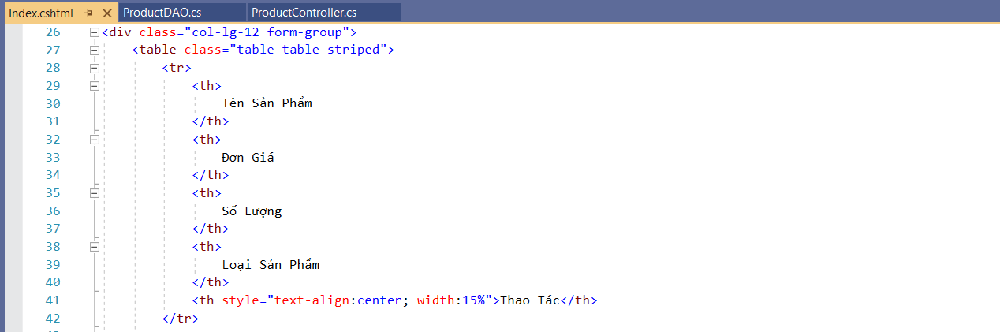 Index.cshtml ProductDAO.cs ProductController.cs
26 <div class="col-lg-12 form-group">
27 <table class="table table-striped">
28 <tr>
29 <th>
30 Tên Sản Phẩm
31 </th>
32 <th>
33 Đơn Giá
34 </th>
35 <th>
36 Số Lượng
37 </th>
38 <th>
39 Loại Sản Phẩm
40 </th>
41 <th style="text-align:center; width:15%">Thao Tác</th>
42 </tr>